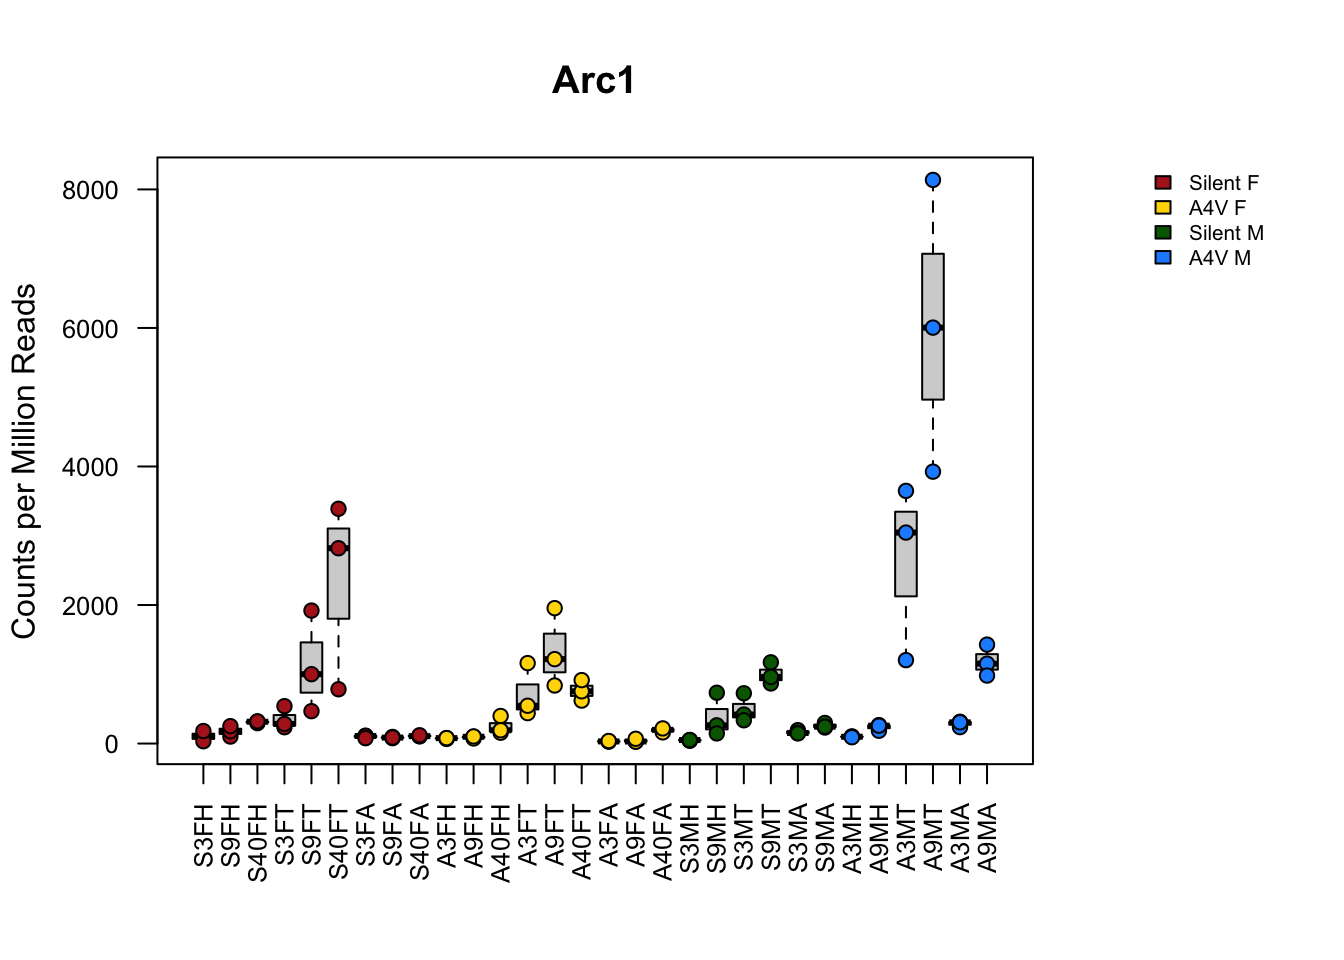 Arc1
Counts per Million Reads
8000
6000
4000
2000
0
Silent F
A4V F
Silent M
A4V M
S3FH
S9FH
S40FH
S3FT
S9FT
S40FT
S3FA
S9FA
S40FA
A3FH
A9FH
A40FH
A3FT
A9FT
A40FT
A3FA
A9FA
A40FA
S3MH
S9MH
S3MT
S9MT
S3MA
S9MA
A3MH
A9MH
A3MT
A9MT
A3MA
A9MA